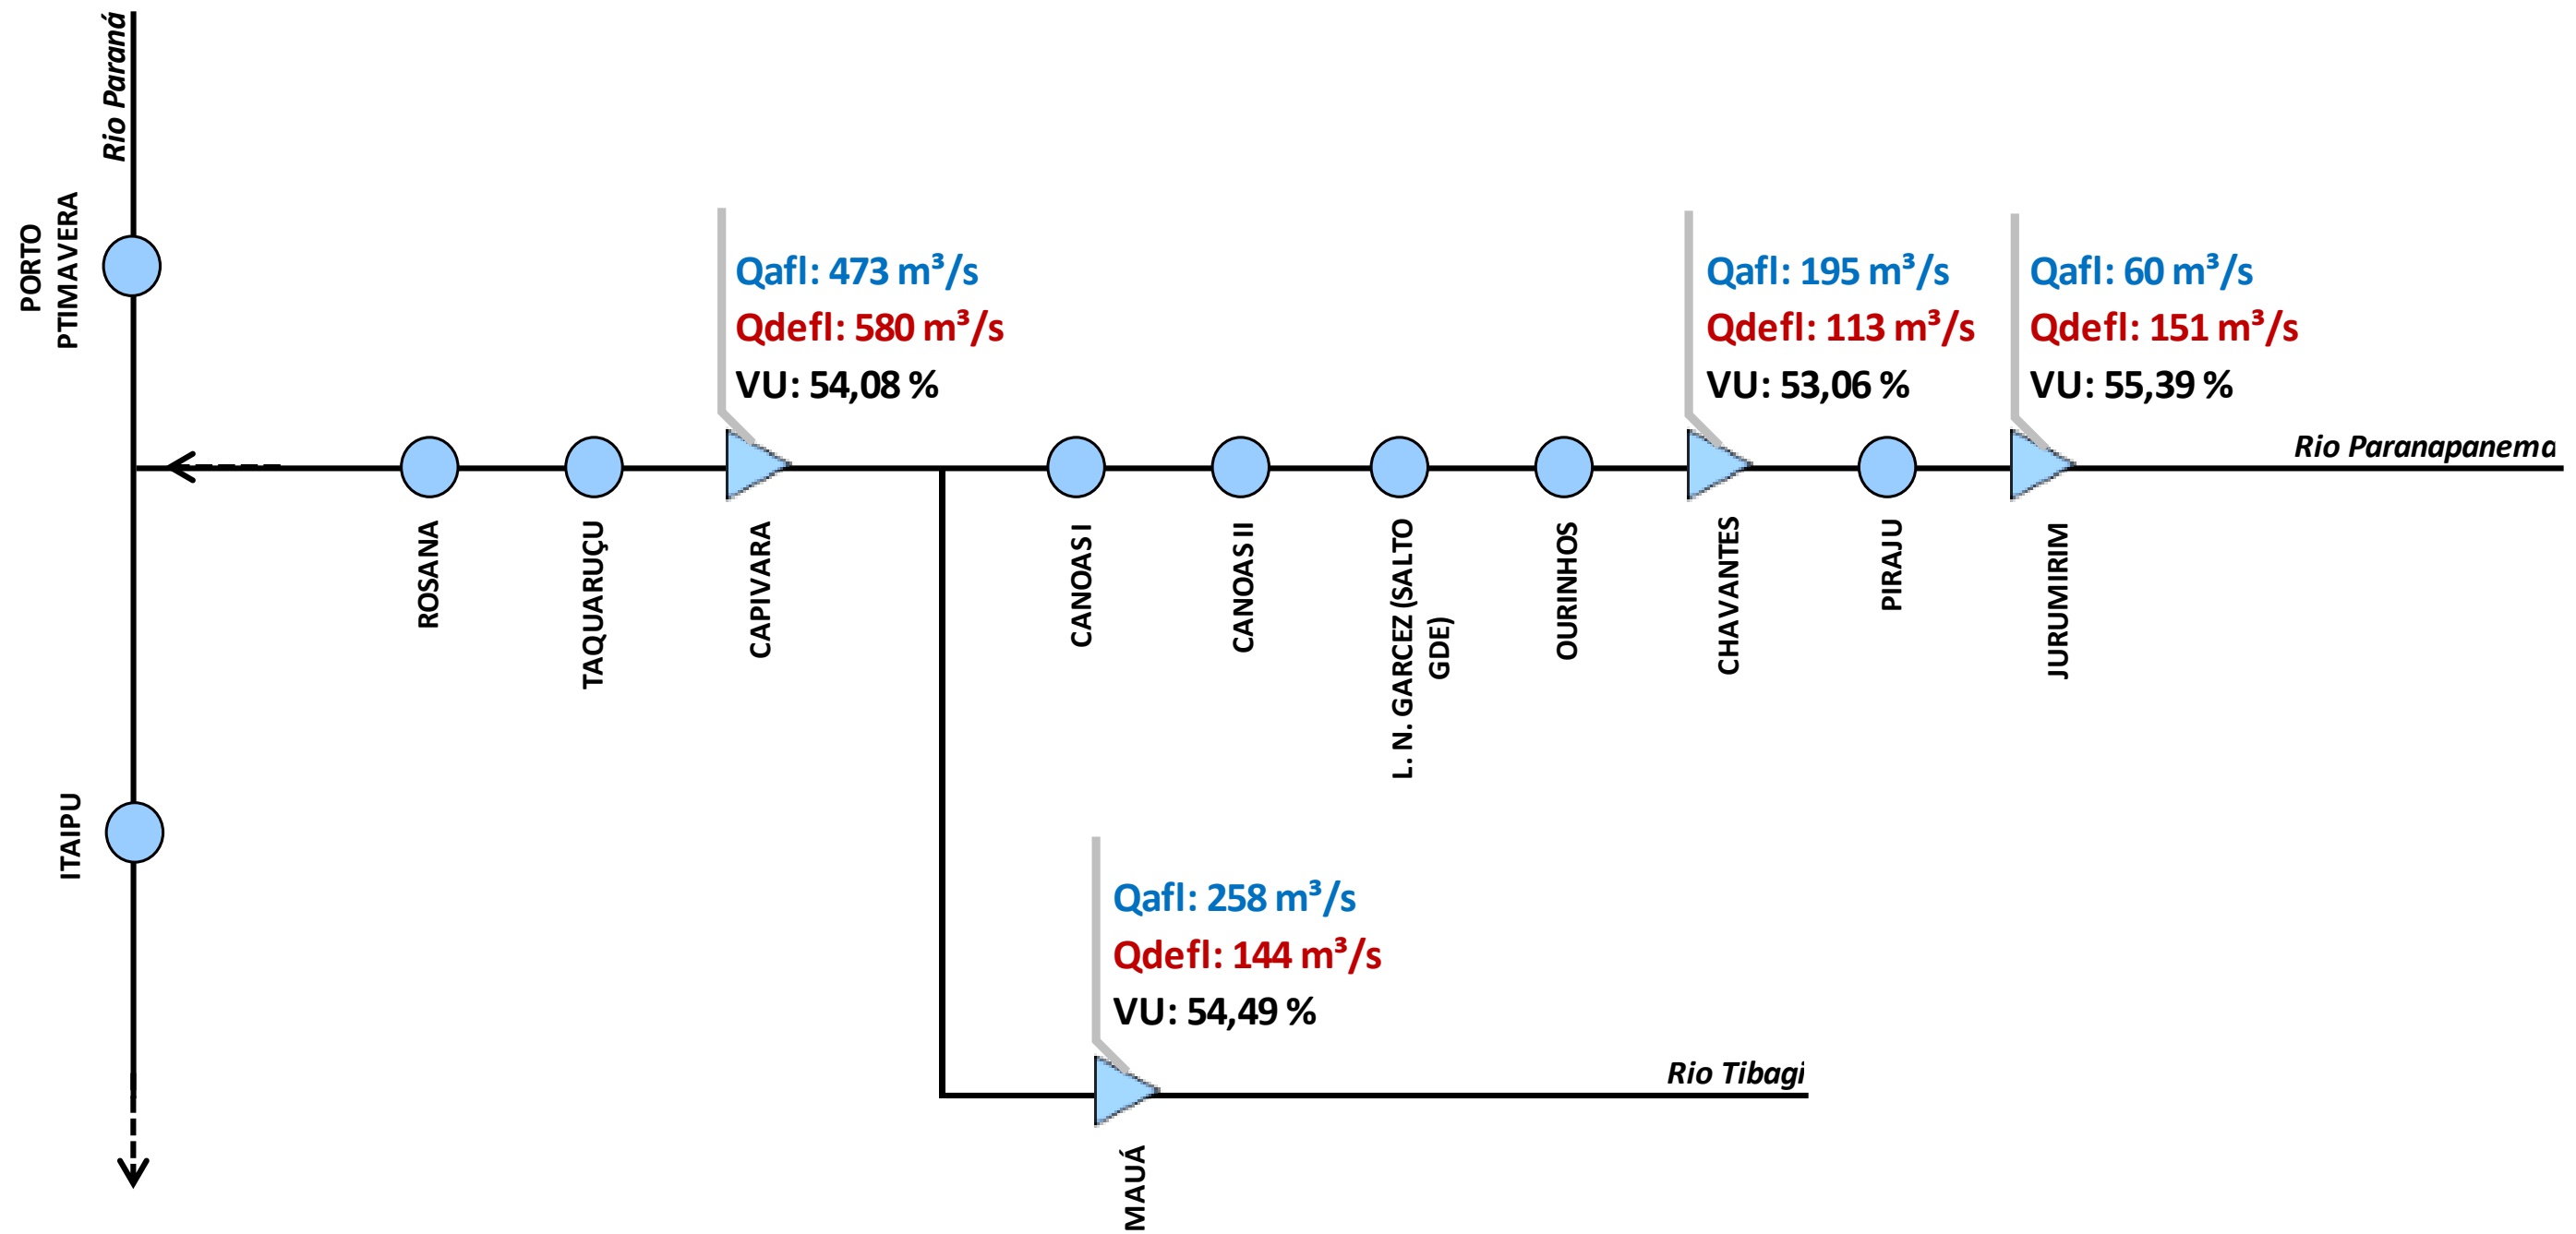 Rio Paraná
PORTO
PTIMAVERA
Qafl: 473 m³/s
Qdefl: 580 m³/s
VU: 54,08 %
Qafl: 195 m³/s
Qdefl: 113 m³/s
VU: 53,06 %
Qafl: 60 m³/s
Qdefl: 151 m³/s
VU: 55,39 %
Rio Paranapanema
ROSANA
TAQUARUÇU
CAPIVARA
CANOAS I
CANOAS II
L. N. GARCEZ (SALTO
GDE)
OURINHOS
CHAVANTES
PIRAJU
JURUMIRIM
ITAIPU
Qafl: 258 m³/s
Qdefl: 144 m³/s
VU: 54,49 %
Rio Tibagi
MAUÁ